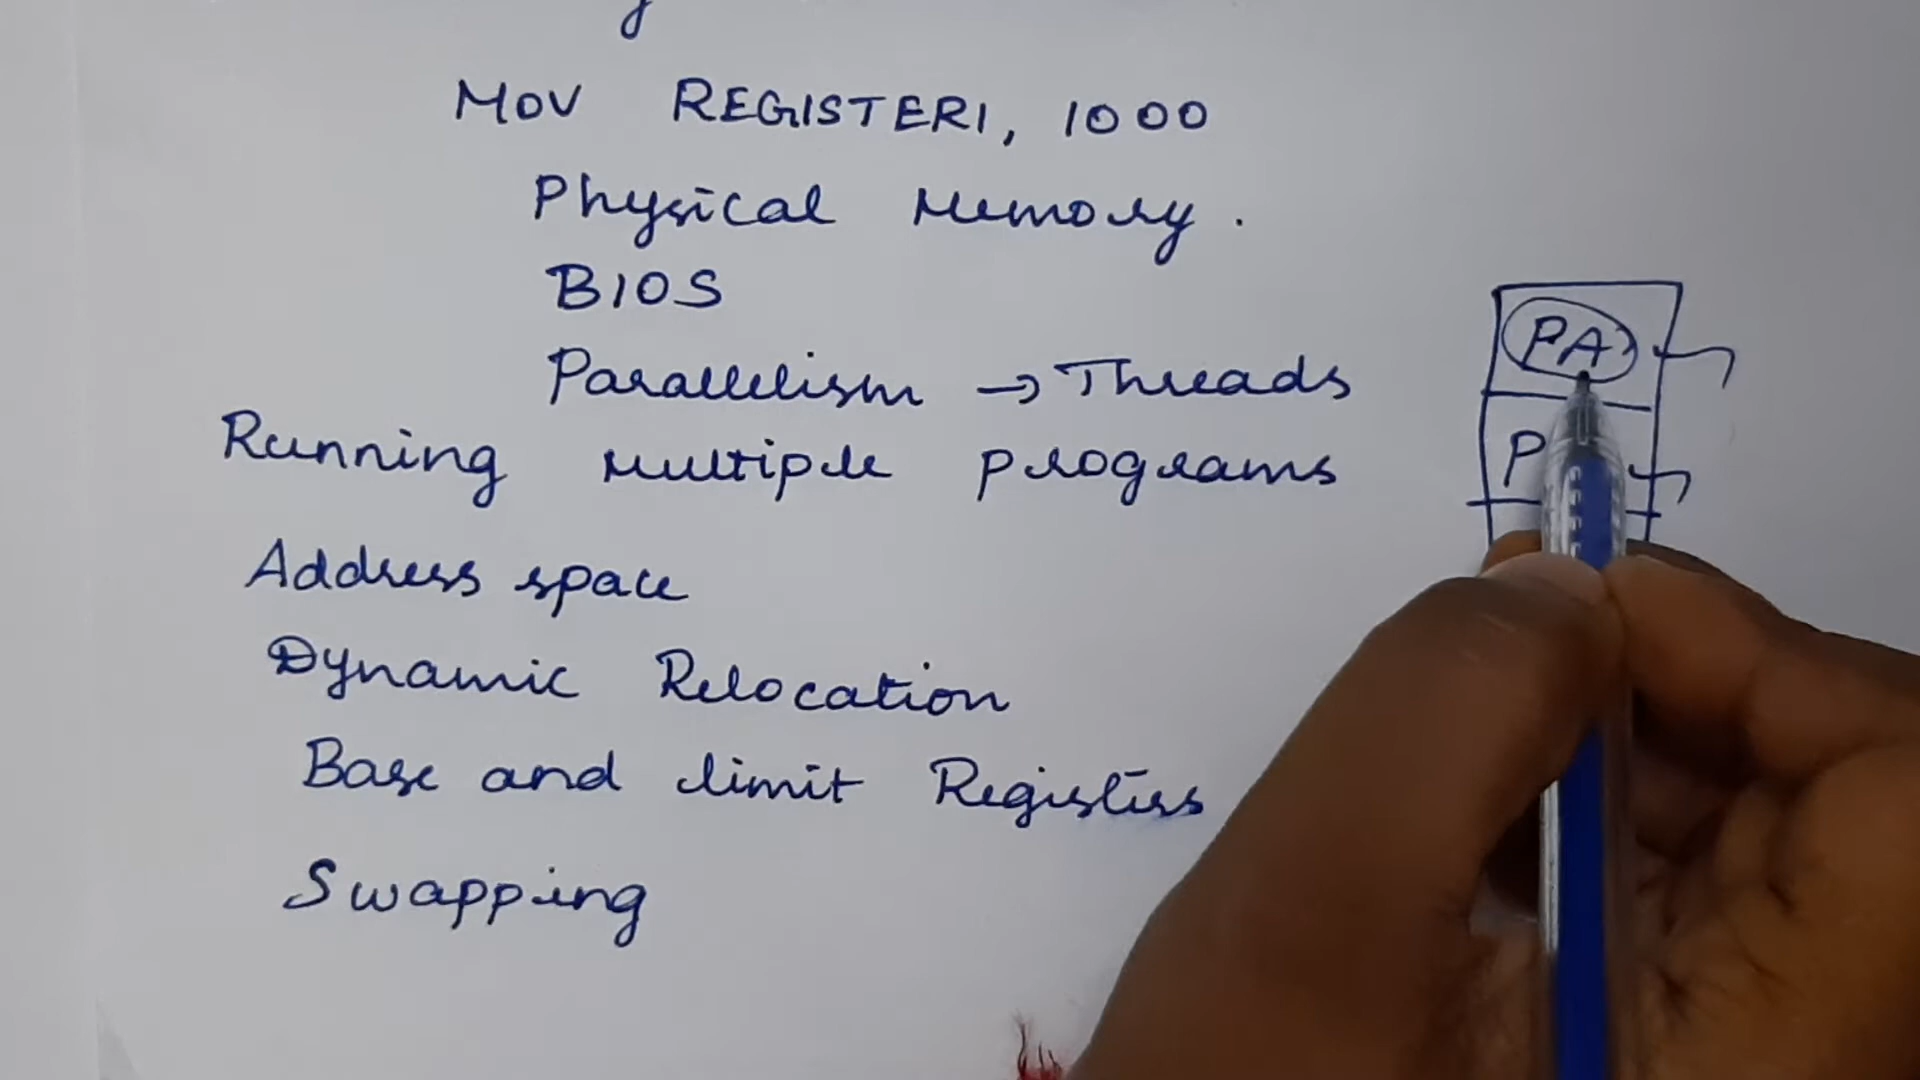 MOV REGISTER1, 1000
Physical Memory.
BIOS
Parallelism → Threads
Running multiple programs
Address space
Dynamic Relocation
Base and limit Registers
Swapping
PA
P